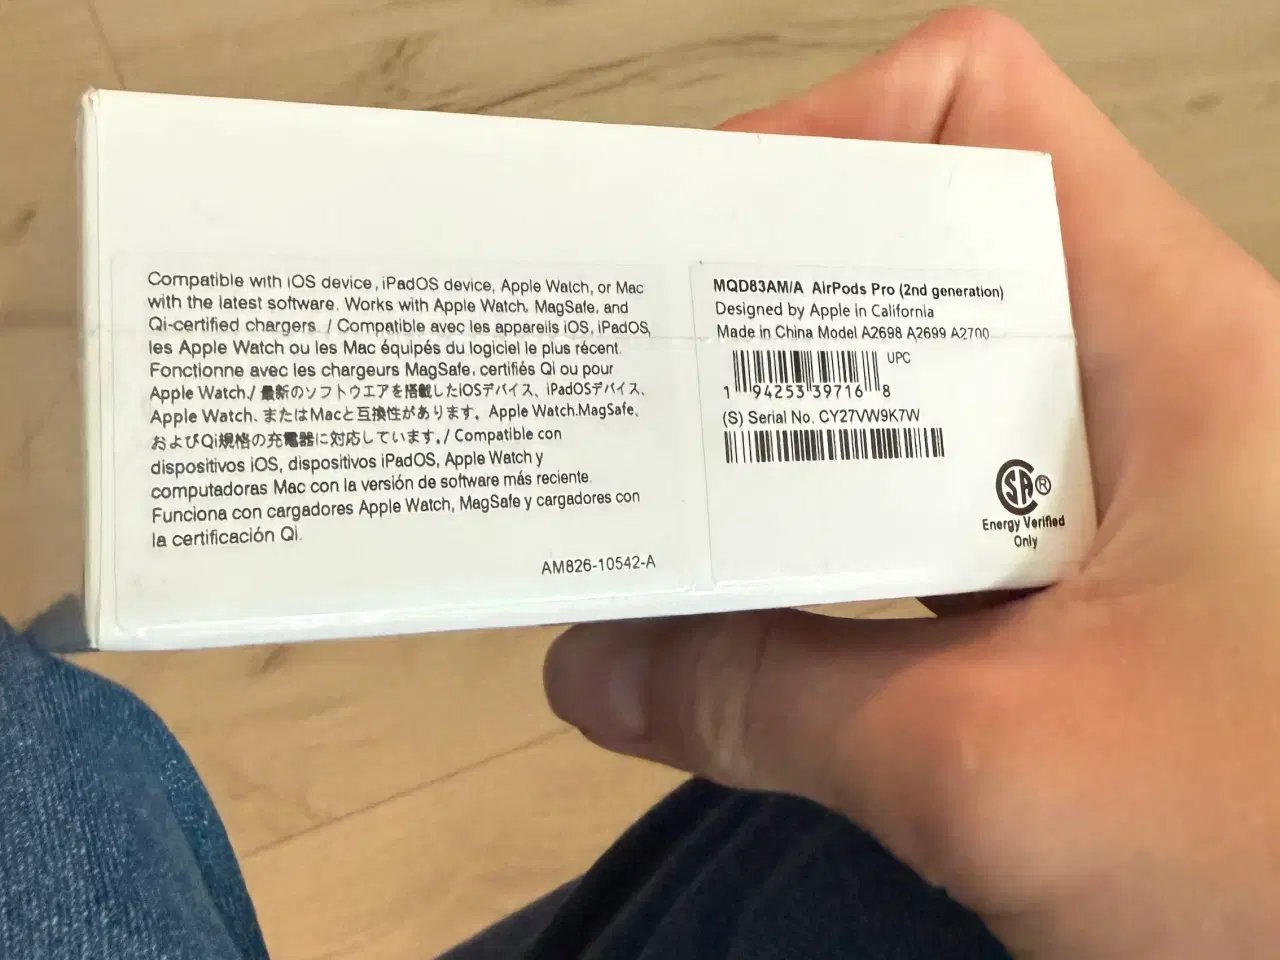 Compatible with iOS device, iPadOS device, Apple Watch, or Mac
with the latest software. Works with Apple Watch, MagSafe, and
Qi-certified chargers. / Compatible avec les appareils iOS, iPadOS,
les Apple Watch ou les Mac équipés du logiciel le plus récent.
Fonctionne avec les chargeurs MagSafe, certifiés Qi ou pour
Apple Watch./ 最新のソフトウエアを搭載したiOSデバイス、iPadOSデバイス、
Apple Watch、またはMacと互換性があります。Apple Watch.MagSafe、
およびQi規格の充電器に対応しています。/ Compatible con
dispositivos iOS, dispositivos iPadOS, Apple Watch y
computadoras Mac con la versión de software más reciente.
Funciona con cargadores Apple Watch, MagSafe y cargadores con
la certificación Qi.
AM826-10542-A
MQD83AM/A AirPods Pro (2nd generation)
Designed by Apple in California
Made in China Model A2698 A2699 A2700
UPC
1 94253 39716 8
(S) Serial No. CY27VW9K7W
SA ®
Energy Verified
Only